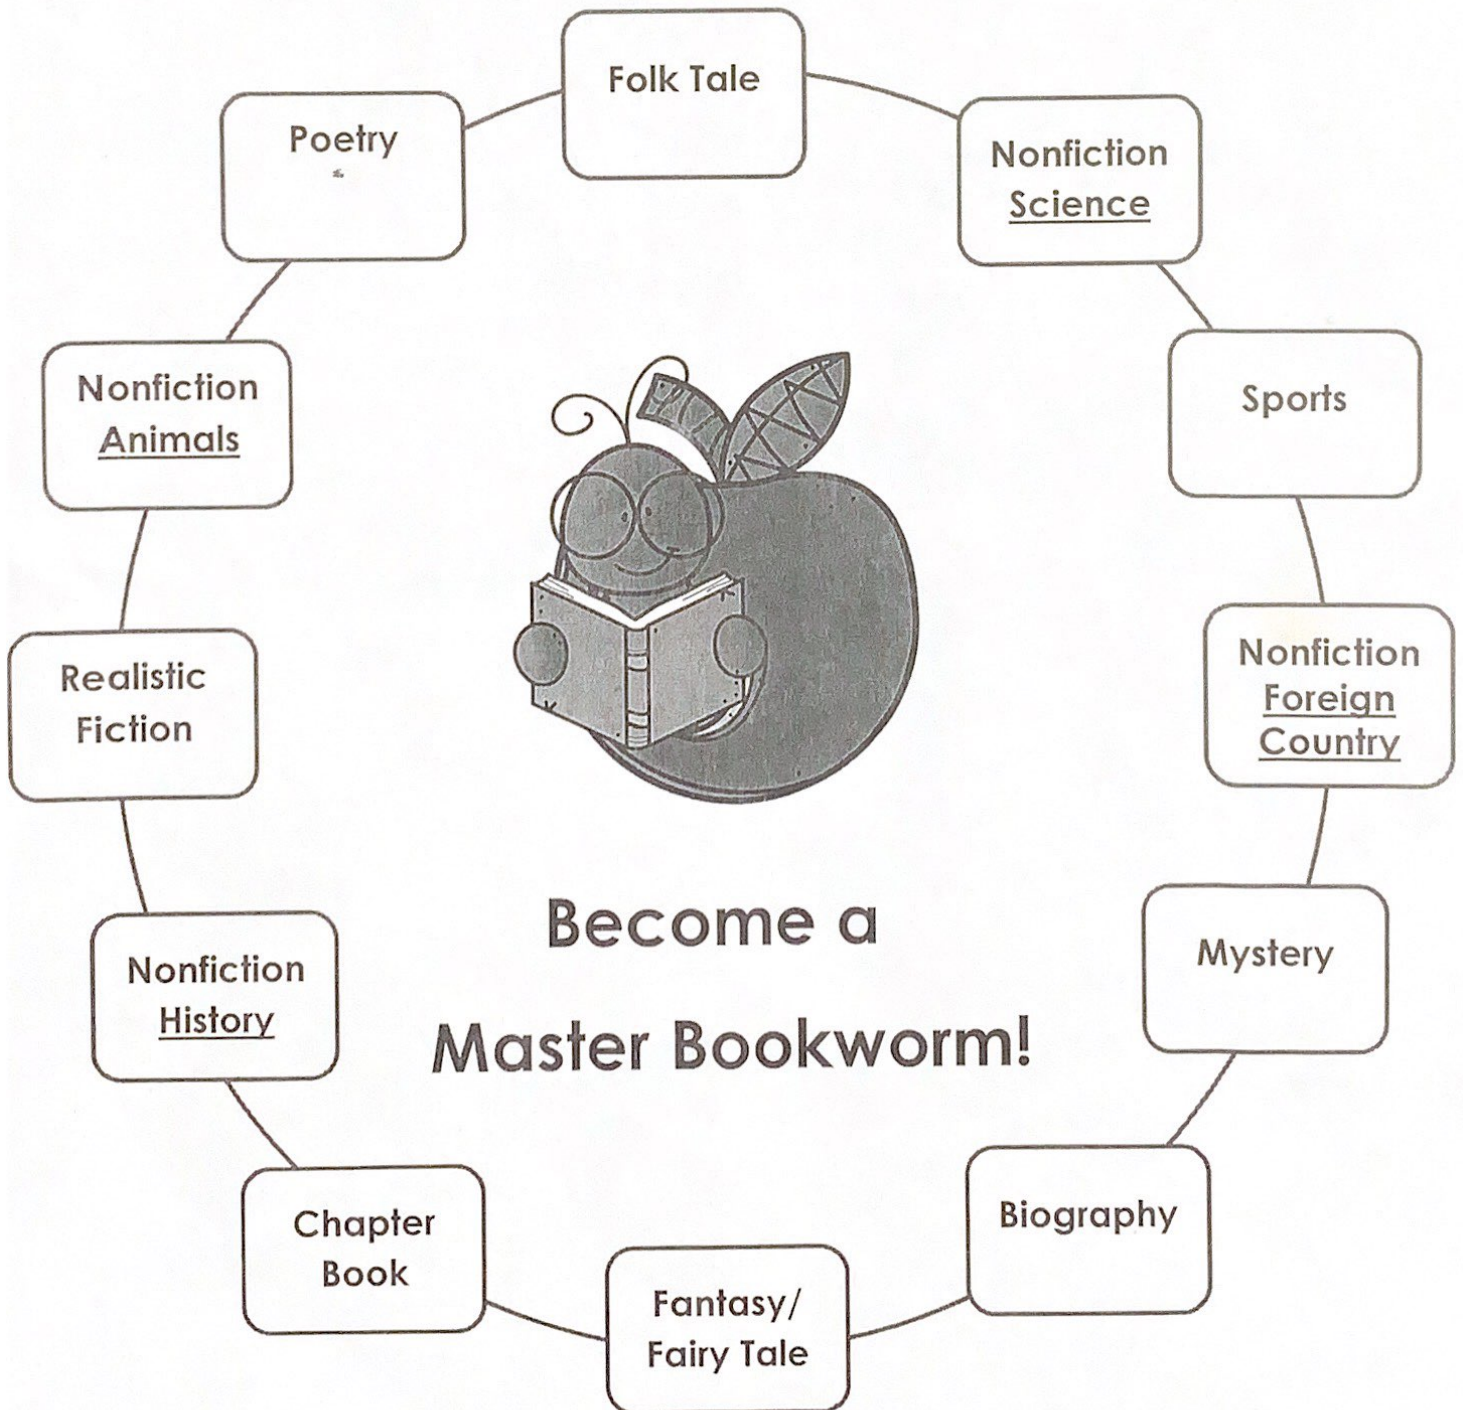 Folk Tale
Nonfiction
Science
Sports
Nonfiction
Foreign
Country
Mystery
Biography
Fantasy/
Fairy Tale
Chapter
Book
Nonfiction
History
Realistic
Fiction
Nonfiction
Animals
Poetry
Become a
Master Bookworm!